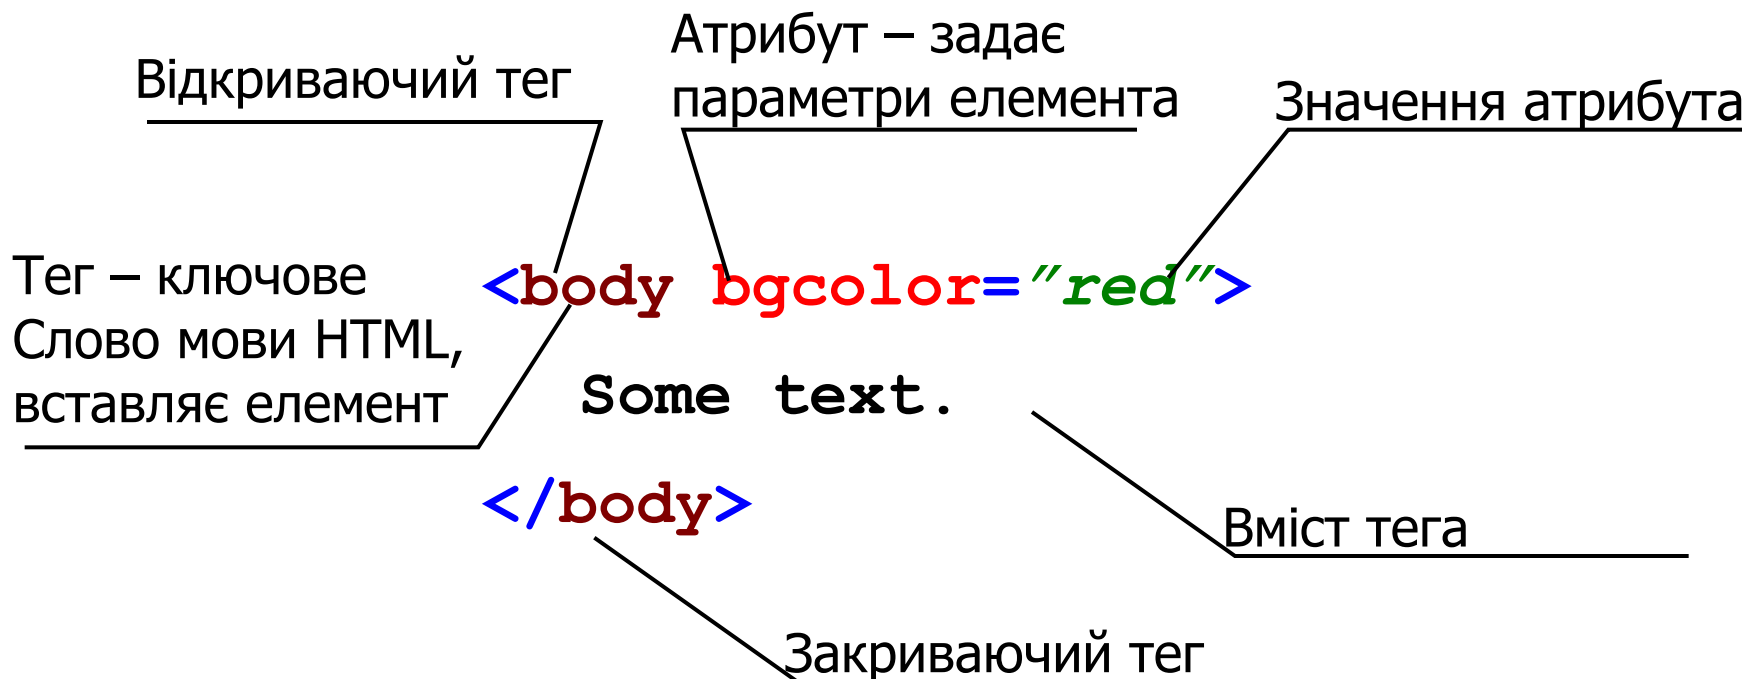 Відкриваючий тег
Атрибут – задає
параметри елемента
Значення атрибута
Тег – ключове
Слово мови HTML,
вставляє елемент
<body bgcolor=″red″>
Some text.
</body>
Вміст тега
Закриваючий тег